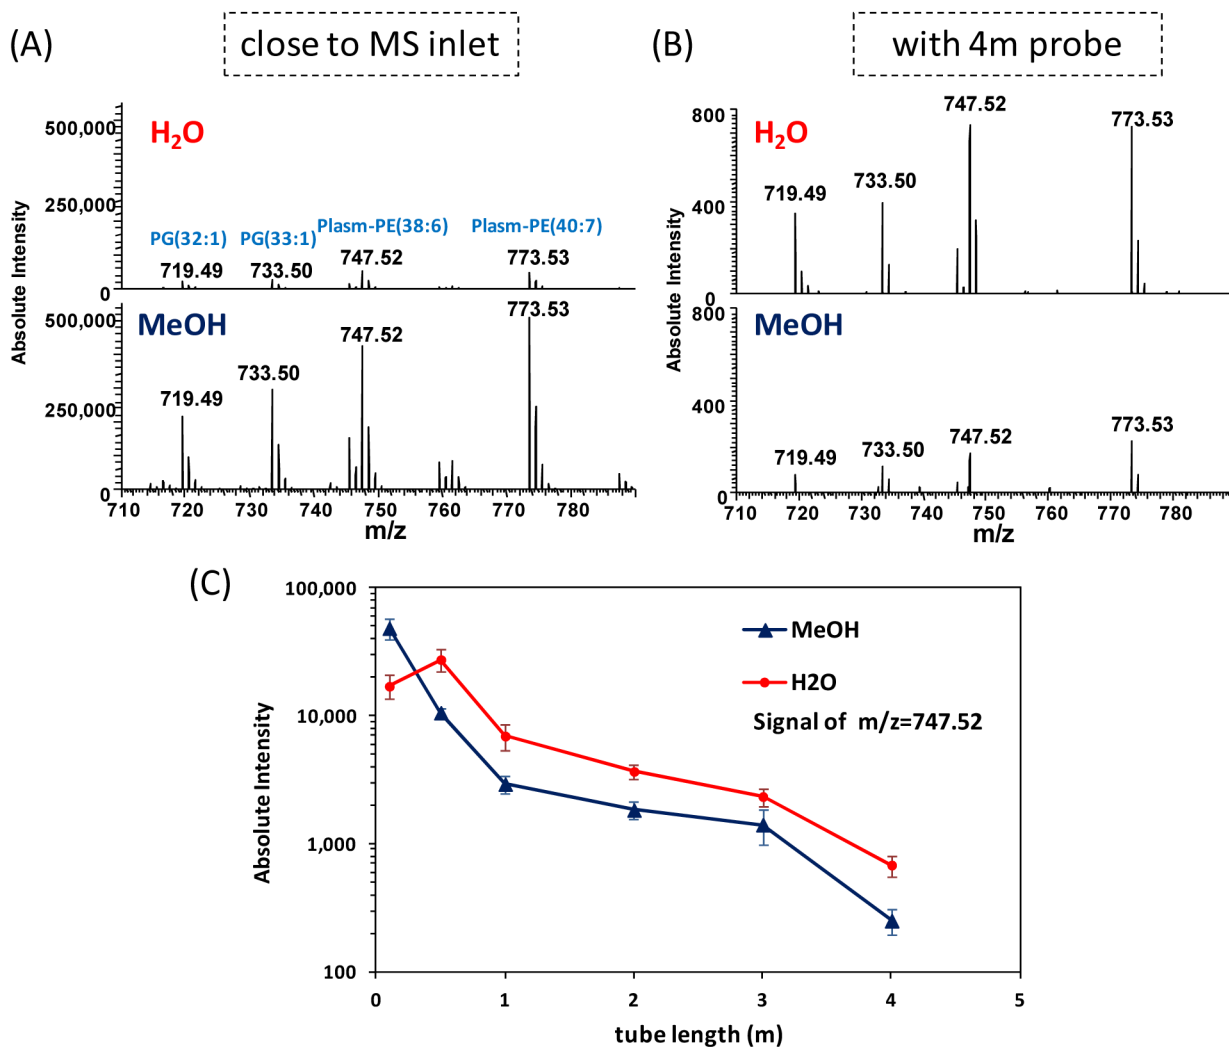 (A)
close to MS inlet
H₂O
Absolute Intensity
500,000
250,000
0
PG(32:1)
PG(33:1)
Plasm-PE(38:6)
Plasm-PE(40:7)
719.49
733.50
747.52
773.53
MeOH
Absolute Intensity
500,000
250,000
0
719.49
733.50
747.52
773.53
710 720 730 740 750 760 770 780
m/z
(B)
with 4m probe
H₂O
Absolute Intensity
800
400
0
719.49
733.50
747.52
773.53
MeOH
Absolute Intensity
800
400
0
719.49
733.50
747.52
773.53
710 720 730 740 750 760 770 780
m/z
(C)
Absolute Intensity
100,000
10,000
1,000
100
MeOH
H2O
Signal of m/z=747.52
0 1 2 3 4 5
tube length (m)